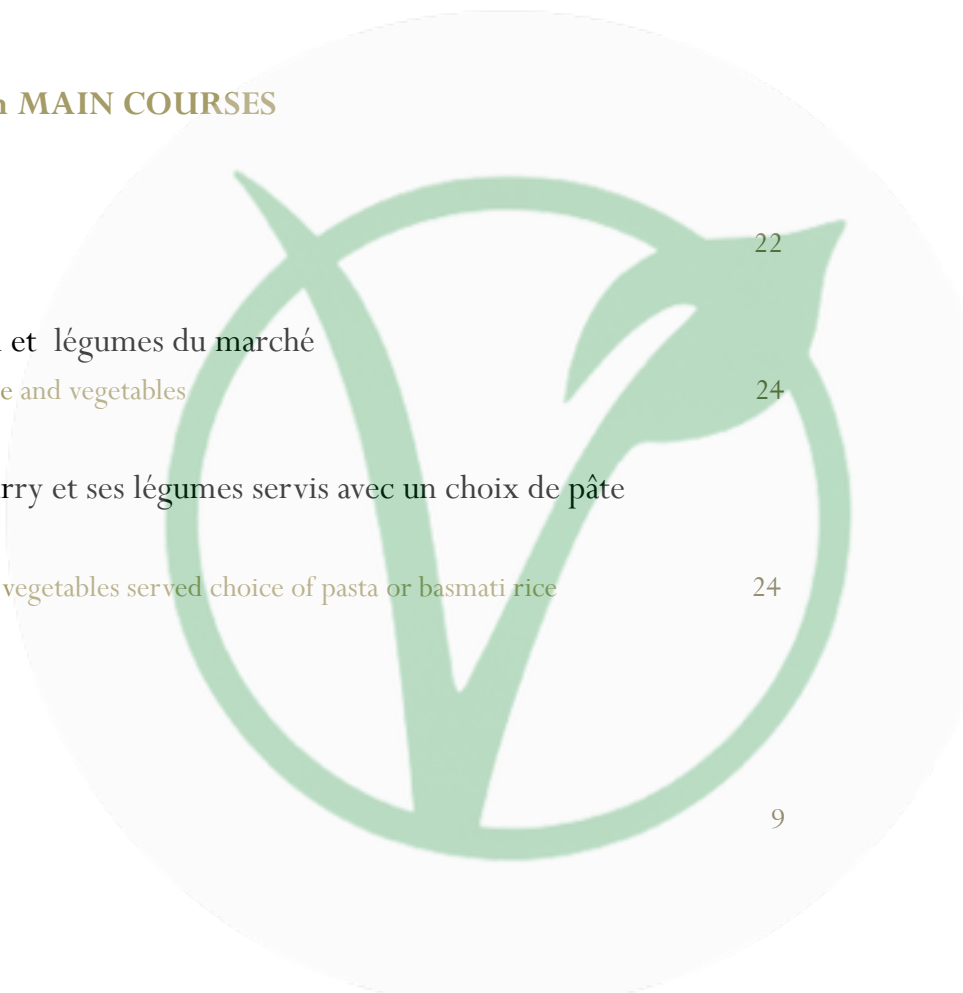 MAIN COURSES
22
et légumes du marché
and vegetables
24
et ses légumes servis avec un choix de pâte
vegetables served choice of pasta or basmati rice 24
9